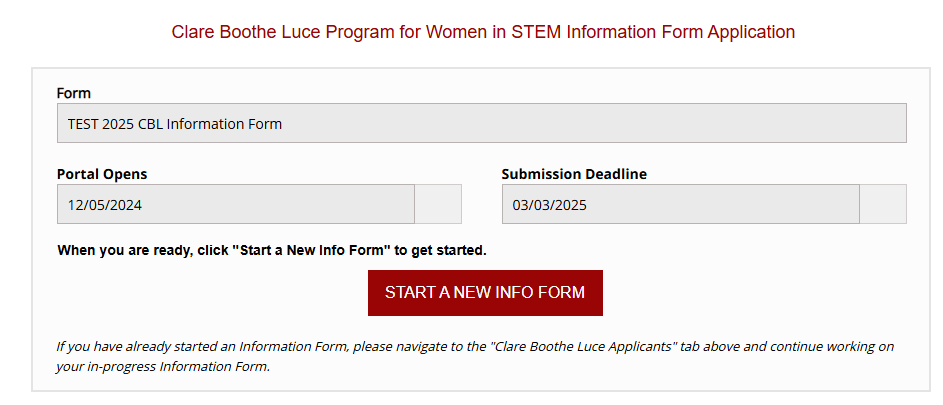 Clare Boothe Luce Program for Women in STEM Information Form Application
Form
TEST 2025 CBL Information Form
Portal Opens
Submission Deadline
12/05/2024
03/03/2025
When you are ready, click "Start a New Info Form" to get started.
START A NEW INFO FORM
If you have already started an Information Form, please navigate to the "Clare Boothe Luce Applicants" tab above and continue working on
your in-progress Information Form.